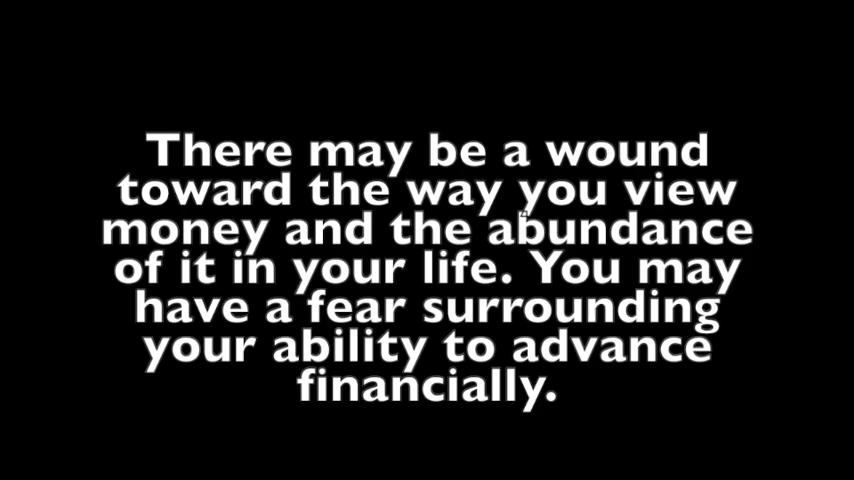 There may be a wound
toward the way you view
money and the abundance
of it in your life. You may
have a fear surrounding
your ability to advance
financially.